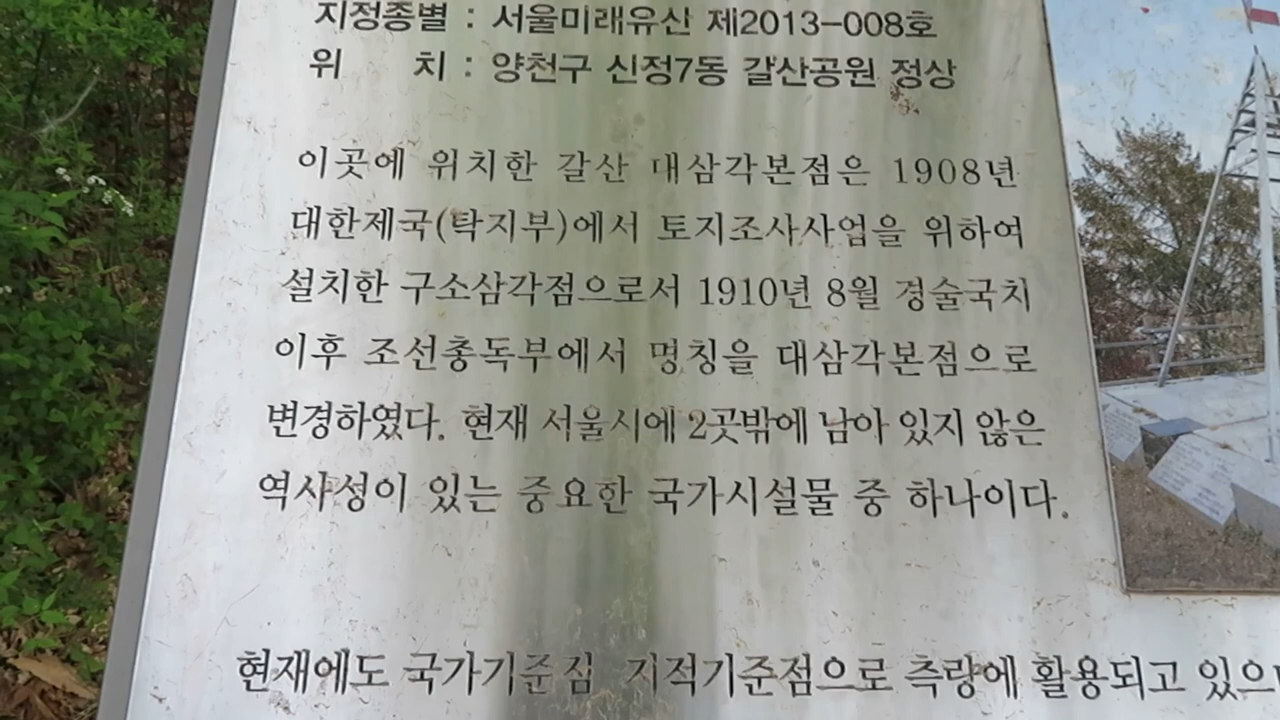 지정종별 : 서울미래유산 제2013-008호
위 치 : 양천구 신정7동 갈산공원 정상
이곳에 위치한 갈산 대삼각본점은 1908년
대한제국(탁지부)에서 토지조사사업을 위하여
설치한 구소삼각점으로서 1910년 8월 경술국치
이후 조선총독부에서 명칭을 대삼각본점으로
변경하였다. 현재 서울시에 2곳밖에 남아 있지 않은
역사성이 있는 중요한 국가시설물 중 하나이다.
현재에도 국가기준점 지적기준점으로 측량에 활용되고 있으